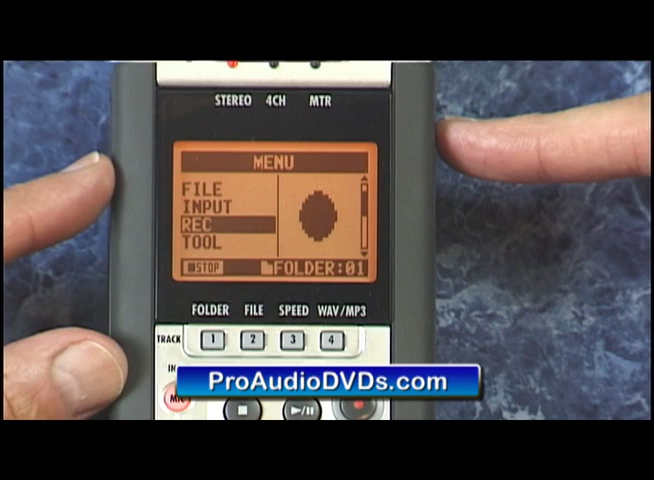 STEREO 4CH MTR
MENU
FILE
INPUT
REC
TOOL
STOP FOLDER:01
FOLDER FILE SPEED WAV/MP3
TRACK 1 2 3 4
ProAudioDVDs.com